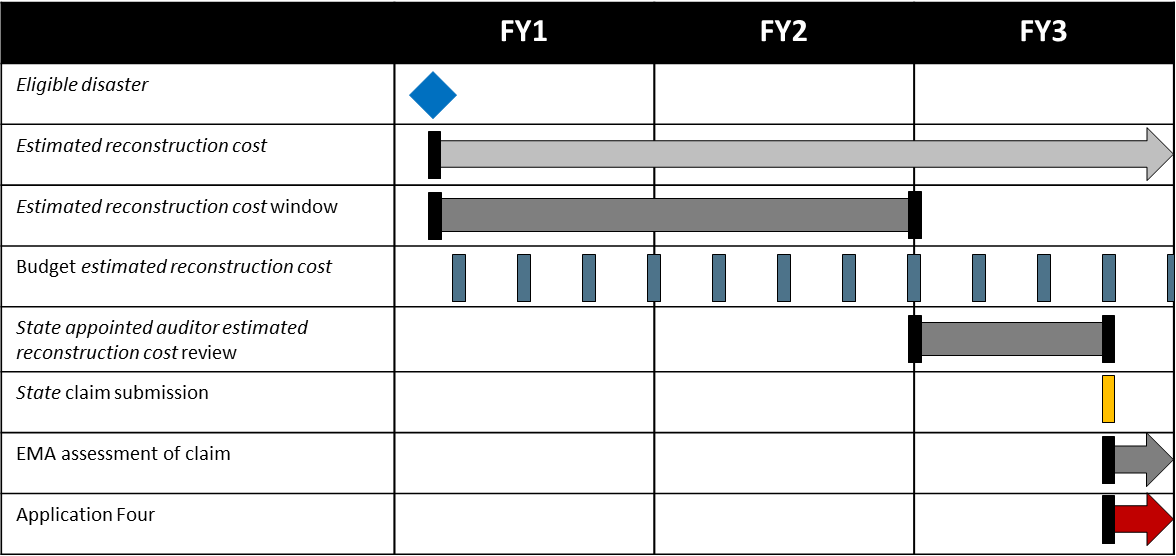 FY1 FY2 FY3
Eligible disaster
Estimated reconstruction cost
Estimated reconstruction cost window
Budget estimated reconstruction cost
State appointed auditor estimated
reconstruction cost review
State claim submission
EMA assessment of claim
Application Four